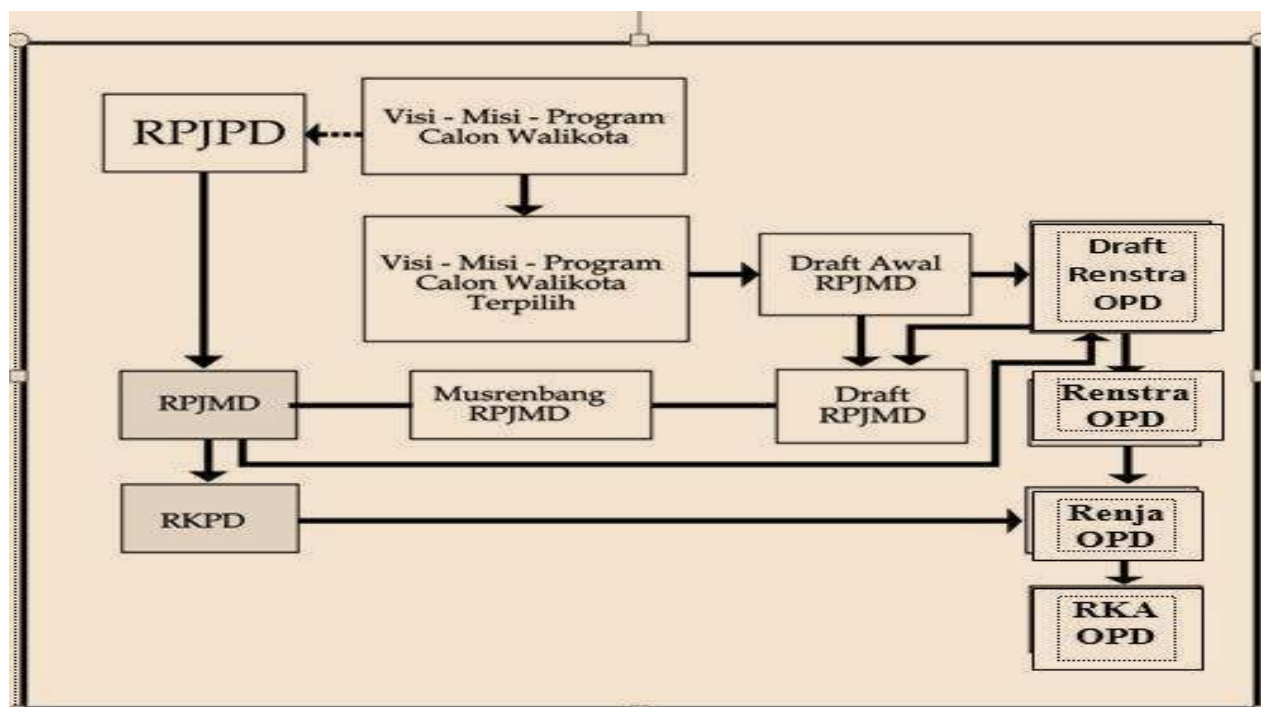 RPJPD
Visi - Misi - Program
Calon Walikota
Visi - Misi - Program
Calon Walikota
Terpilih
Draft Awal
RPJMD
Draft
Renstra
OPD
RPJMD
Musrenbang
RPJMD
Draft
RPJMD
Renstra
OPD
RKPD
Renja
OPD
RKA
OPD